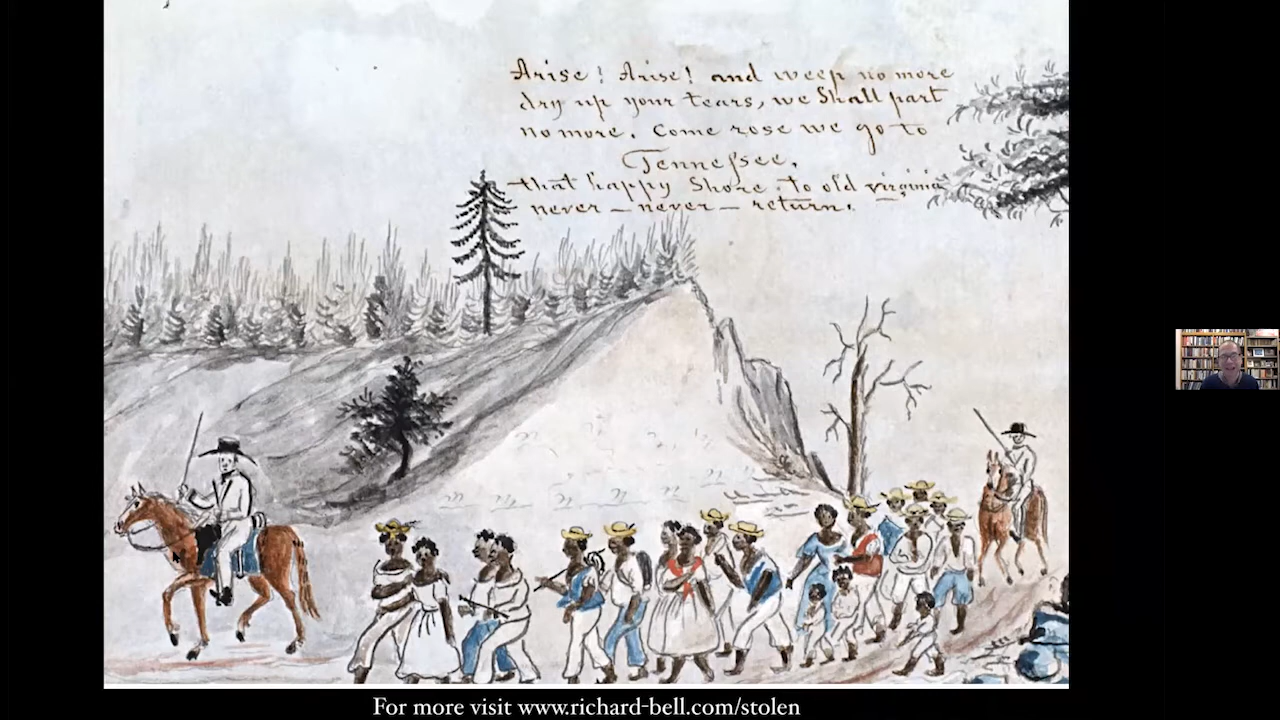 Arise! Arise! and weep no more
dry up your tears, we Shall part
no more. Come rose we go to
Tenneſsee,
that happy Shore. to old virginia
never — never — return.
For more visit www.richard-bell.com/stolen